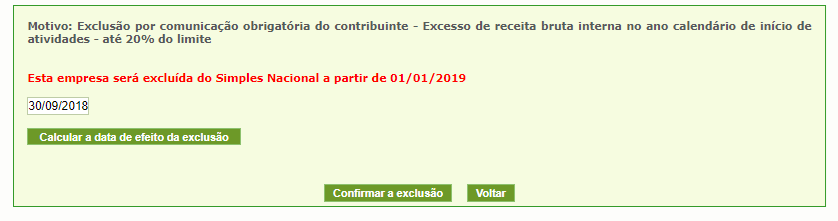 Motivo: Exclusão por comunicação obrigatória do contribuinte - Excesso de receita bruta interna no ano calendário de início de
atividades - até 20% do limite
Esta empresa será excluída do Simples Nacional a partir de 01/01/2019
30/09/2018
Calcular a data de efeito da exclusão
Confirmar a exclusão Voltar